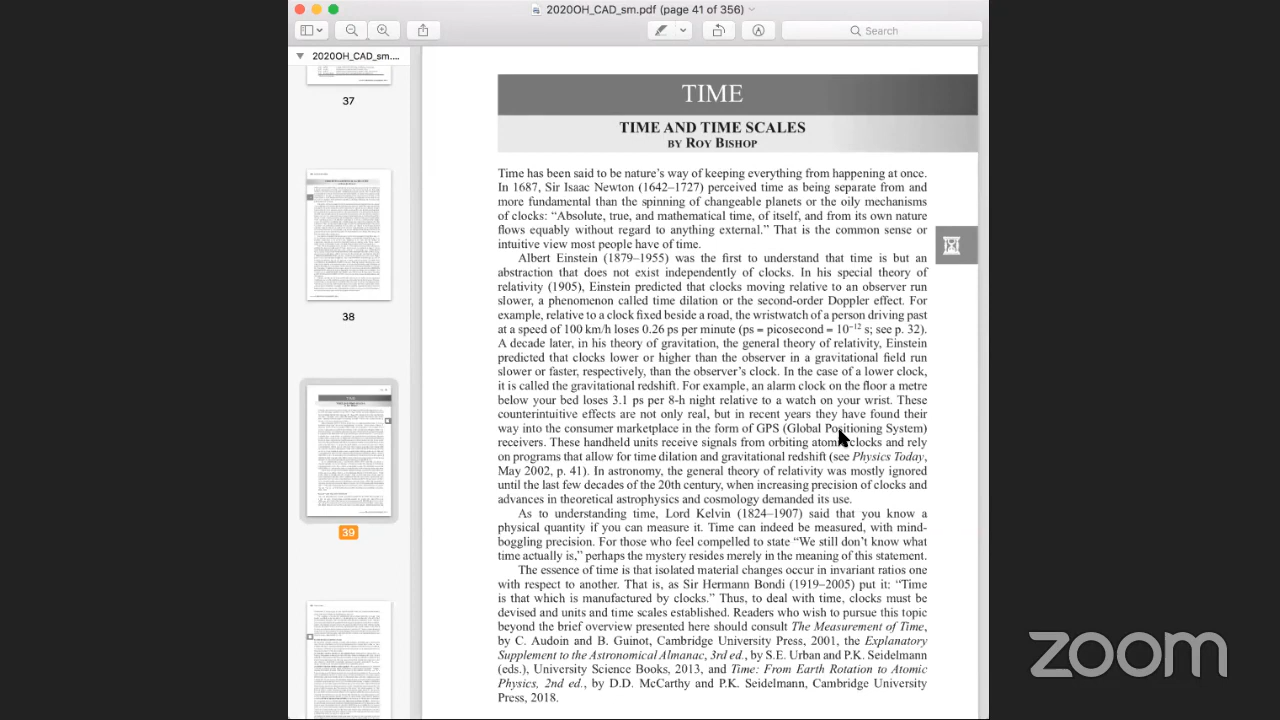 2020OH_CAD_sm.pdf (page 41 of 356)
Search
2020OH_CAD_sm....
37
38
39
TIME
TIME AND TIME SCALES
BY ROY BISHOP
Time has been said to be nature's way of keeping everything from happening at once.
In , Sir Isaac Newton (1642–1727) perceived time as being separate from and
more fundamental than the spinning of changeable planets or the oily mechanisms
of clocks: "Absolute, true and mathematical time, of itself, and from its own nature
flows equably without relation to anything external." That is the common sense or
intuitive view that most people have of time.
Albert Einstein (1879–1955) was the first to understand that time is but an
that does not exist independently of events. In his special theory of
relativity (1905), Einstein predicted that clocks moving relative to an observer run
slower, a phenomenon called time dilation or the second-order Doppler effect. For
example, relative to a clock fixed beside a road, the wristwatch of a person driving past
at a speed of 100 km/h loses 0.26 ps per minute (ps = picosecond = 10⁻¹² s; see p. 32).
A decade later, in his theory of gravitation, the general theory of relativity, Einstein
predicted that clocks lower or higher than the observer in a gravitational field run
slower or faster, respectively, than the observer's clock. In the case of a lower clock,
it is called the gravitational redshift. For example, an alarm clock on the floor a metre
below your bed loses 3.1 ps per 8-h night relative to a watch on your wrist. These
counterintuitive effects are not only real, but in recent years they have found their
way into the consumer marketplace in the form of GPS (Global Positioning System)
These handheld units receive clocks and rely
on programs that allow for time dilation and gravitational redshift (see Physics Today,
p. 41). In astronomy, the general theory of relativity was mostly ignored
until the last few decades of the 20th century, when increasing precision of clocks and
advances in theoretical astrophysics and cosmology demanded its use.
As to understanding time, Lord Kelvin (1824–1907) said that you know a
physical quantity if you can measure it. Time can indeed be measured, with mind-
boggling precision. For those who feel compelled to state "We still don't know what
time actually is," perhaps the mystery resides merely in the meaning of this statement.
The essence of time is that isolated material changes occur in invariant ratios one
with respect to another. That is, as Sir Hermann Bondi (1919–2005) put it: "Time
is that which is manufactured by clocks." Thus, to deal with time, clocks must be
devised and units and time scales established. Readers who wish to pursue this topic
beyond the brief overview presented here should consult The Measurement of Time,
by C. Audoin and B. Guinot, Cambridge University Press, 2001, Explanatory
Supplement to the Astronomical Almanac, 3rd ed., edited by S.E. Urban and P.K. Seidelmann
University Science Books, 2013, and Time: From Earth Rotation to Atomic
Physics, 2nd ed., by D.D. McCarthy and P.K. Seidelmann, Cambridge University